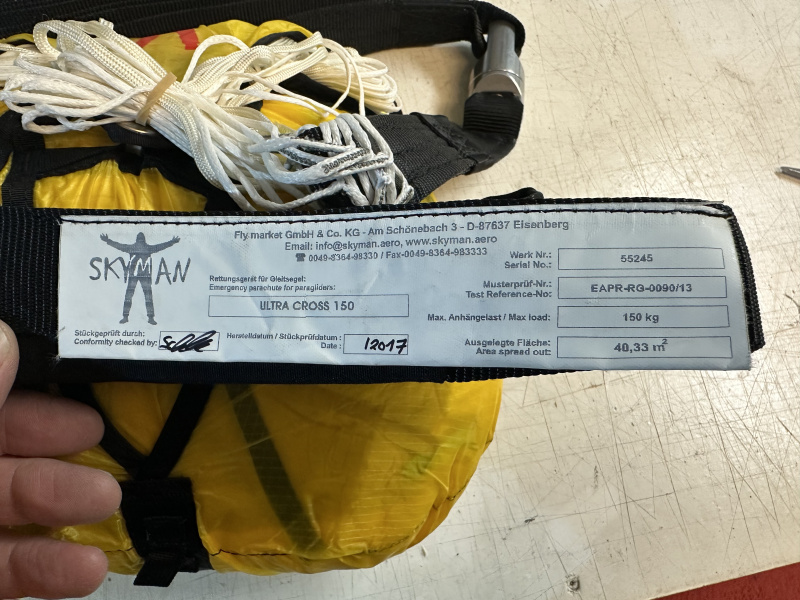 Fly market GmbH & Co. KG - Am Schönebach 3 - D-87637 Eisenberg
Email: info@skyman.aero, www.skyman.aero
☎ 0049-8364-98330 / Fax-0049-8364-983333
SKYMAN
Rettungsgerät für Gleitsegel:
Emergency parachute for paragliders:
ULTRA CROSS 150
Stückgeprüft durch:
Conformity checked by:
Herstelldatum / Stückprüfdatum:
Date :
12017
Werk Nr.:
Serial No.:
55245
Musterprüf-Nr.:
Test Reference-No:
EAPR-RG-0090/13
Max. Anhängelast / Max load:
150 kg
Ausgelegte Fläche:
Area spread out:
40,33 m²